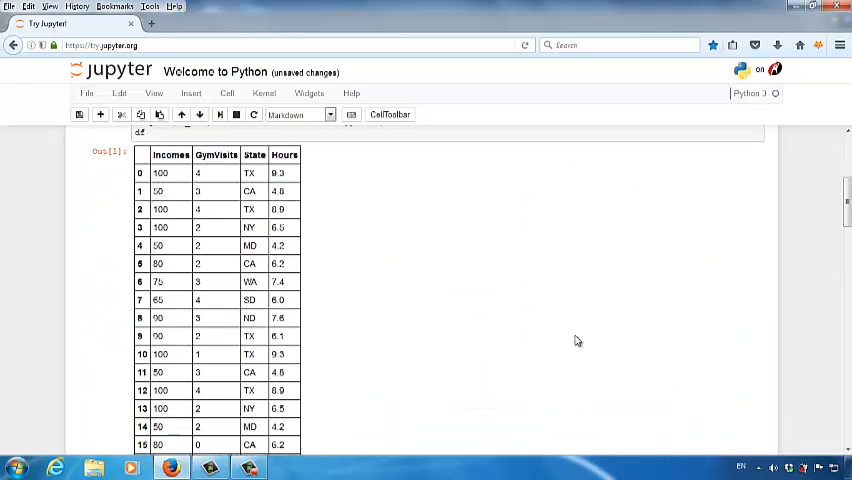 File Edit View History Bookmarks Tools Help
Try Jupyter!
https://try.jupyter.org
Search
jupyter Welcome to Python (unsaved changes)
on
File Edit View Insert Cell Kernel Widgets Help
Python 3
Markdown CellToolbar
df
Out[1]:
Incomes GymVisits State Hours
0 100 4 TX 9.3
1 50 3 CA 4.8
2 100 4 TX 8.9
3 100 2 NY 6.5
4 50 2 MD 4.2
5 80 2 CA 6.2
6 75 3 WA 7.4
7 65 4 SD 6.0
8 90 3 ND 7.6
9 90 2 TX 6.1
10 100 1 TX 9.3
11 50 3 CA 4.8
12 100 4 TX 8.9
13 100 2 NY 6.5
14 50 2 MD 4.2
15 80 0 CA 6.2
EN